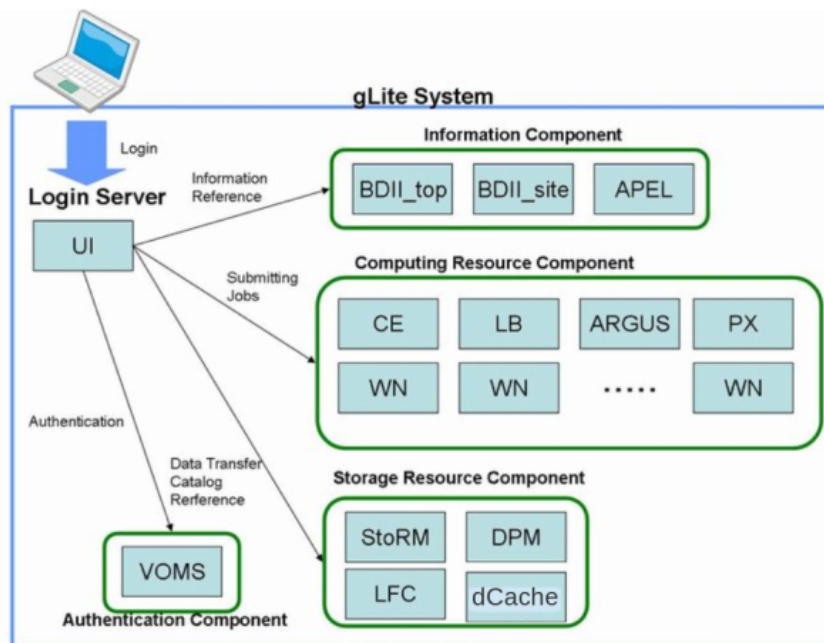 gLite System
Login
Login Server
UI
Information
Reference
Information Component
BDII_top
BDII_site
APEL
Submitting
Jobs
Computing Resource Component
CE
LB
ARGUS
PX
WN
WN
.....
WN
Authentication
Data Transfer
Catalog
Rerference
Storage Resource Component
StoRM
DPM
LFC
dCache
VOMS
Authentication Component